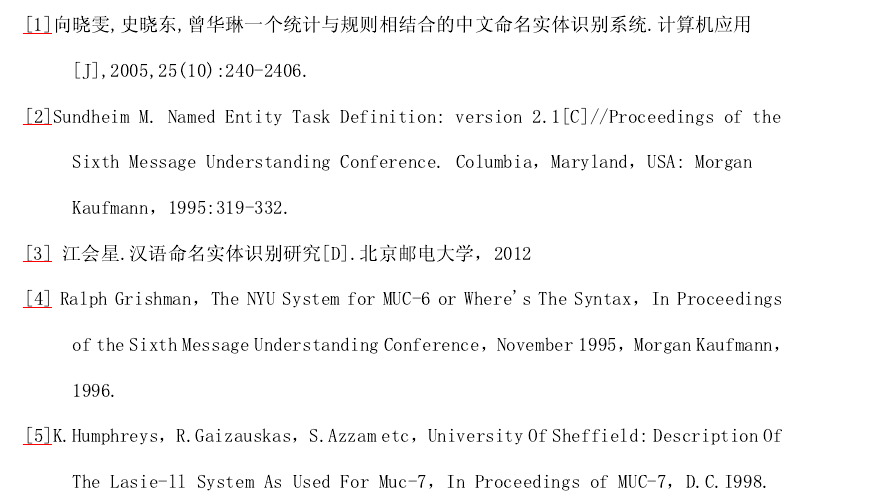 [1]向晓雯,史晓东,曾华琳一个统计与规则相结合的中文命名实体识别系统.计算机应用
[J],2005,25(10):240-2406.
[2]Sundheim M. Named Entity Task Definition: version 2.1[C]//Proceedings of the
Sixth Message Understanding Conference. Columbia，Maryland，USA: Morgan
Kaufmann，1995:319-332.
[3] 江会星.汉语命名实体识别研究[D].北京邮电大学，2012
[4] Ralph Grishman，The NYU System for MUC-6 or Where's The Syntax，In Proceedings
of the Sixth Message Understanding Conference，November 1995，Morgan Kaufmann，
1996.
[5]K.Humphreys，R.Gaizauskas，S.Azzam etc，University Of Sheffield: Description Of
The Lasie-ll System As Used For Muc-7，In Proceedings of MUC-7，D.C.I998.